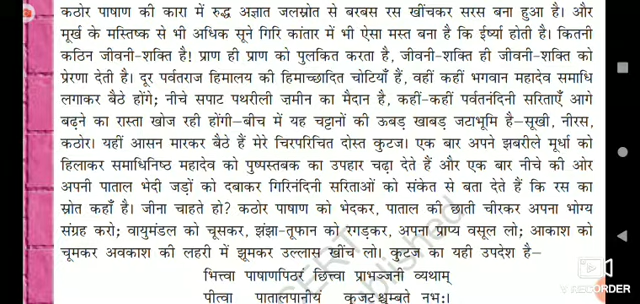 कठोर पाषाण की कारा में रुद्ध अज्ञात जलस्रोत से बरबस रस खींचकर सरस बना हुआ है। और
मूर्ख के मस्तिष्क से भी अधिक सूने गिरि कांतार में भी ऐसा मस्त बना है कि ईर्ष्या होती है। कितनी
कठिन जीवनी-शक्ति है! प्राण ही प्राण को पुलकित करता है, जीवनी-शक्ति ही जीवनी-शक्ति को
प्रेरणा देती है। दूर पर्वतराज हिमालय की हिमाच्छादित चोटियाँ हैं, वहीं कहीं भगवान महादेव समाधि
लगाकर बैठे होंगे; नीचे सपाट पथरीली ज़मीन का मैदान है, कहीं-कहीं पर्वतनंदिनी सरिताएँ आगे
बढ़ने का रास्ता खोज रही होंगी—बीच में यह चट्टानों की ऊबड़ खाबड़ जटाभूमि है—सूखी, नीरस,
कठोर। यहीं आसन मारकर बैठे हैं मेरे चिरपरिचित दोस्त कुटज। एक बार अपने झबरीले मूर्धा को
हिलाकर समाधिनिष्ठ महादेव को पुष्पस्तबक का उपहार चढ़ा देते हैं और एक बार नीचे की ओर
अपनी पाताल भेदी जड़ों को दबाकर गिरिनंदिनी सरिताओं को संकेत से बता देते हैं कि रस का
स्रोत कहाँ है। जीना चाहते हो? कठोर पाषाण को भेदकर, पाताल की छाती चीरकर अपना भोग्य
संग्रह करो; वायुमंडल को चूसकर, झंझा-तूफ़ान को रगड़कर, अपना प्राप्य वसूल लो; आकाश को
चूमकर अवकाश की लहरी में झूमकर उल्लास खींच लो। कुटज का यही उपदेश है—
भित्त्वा पाषाणपिठरं छित्त्वा प्राभञ्जनीं व्यथाम्
पीत्वा पातालपानीयं कुटजश्चुम्बते नभः।